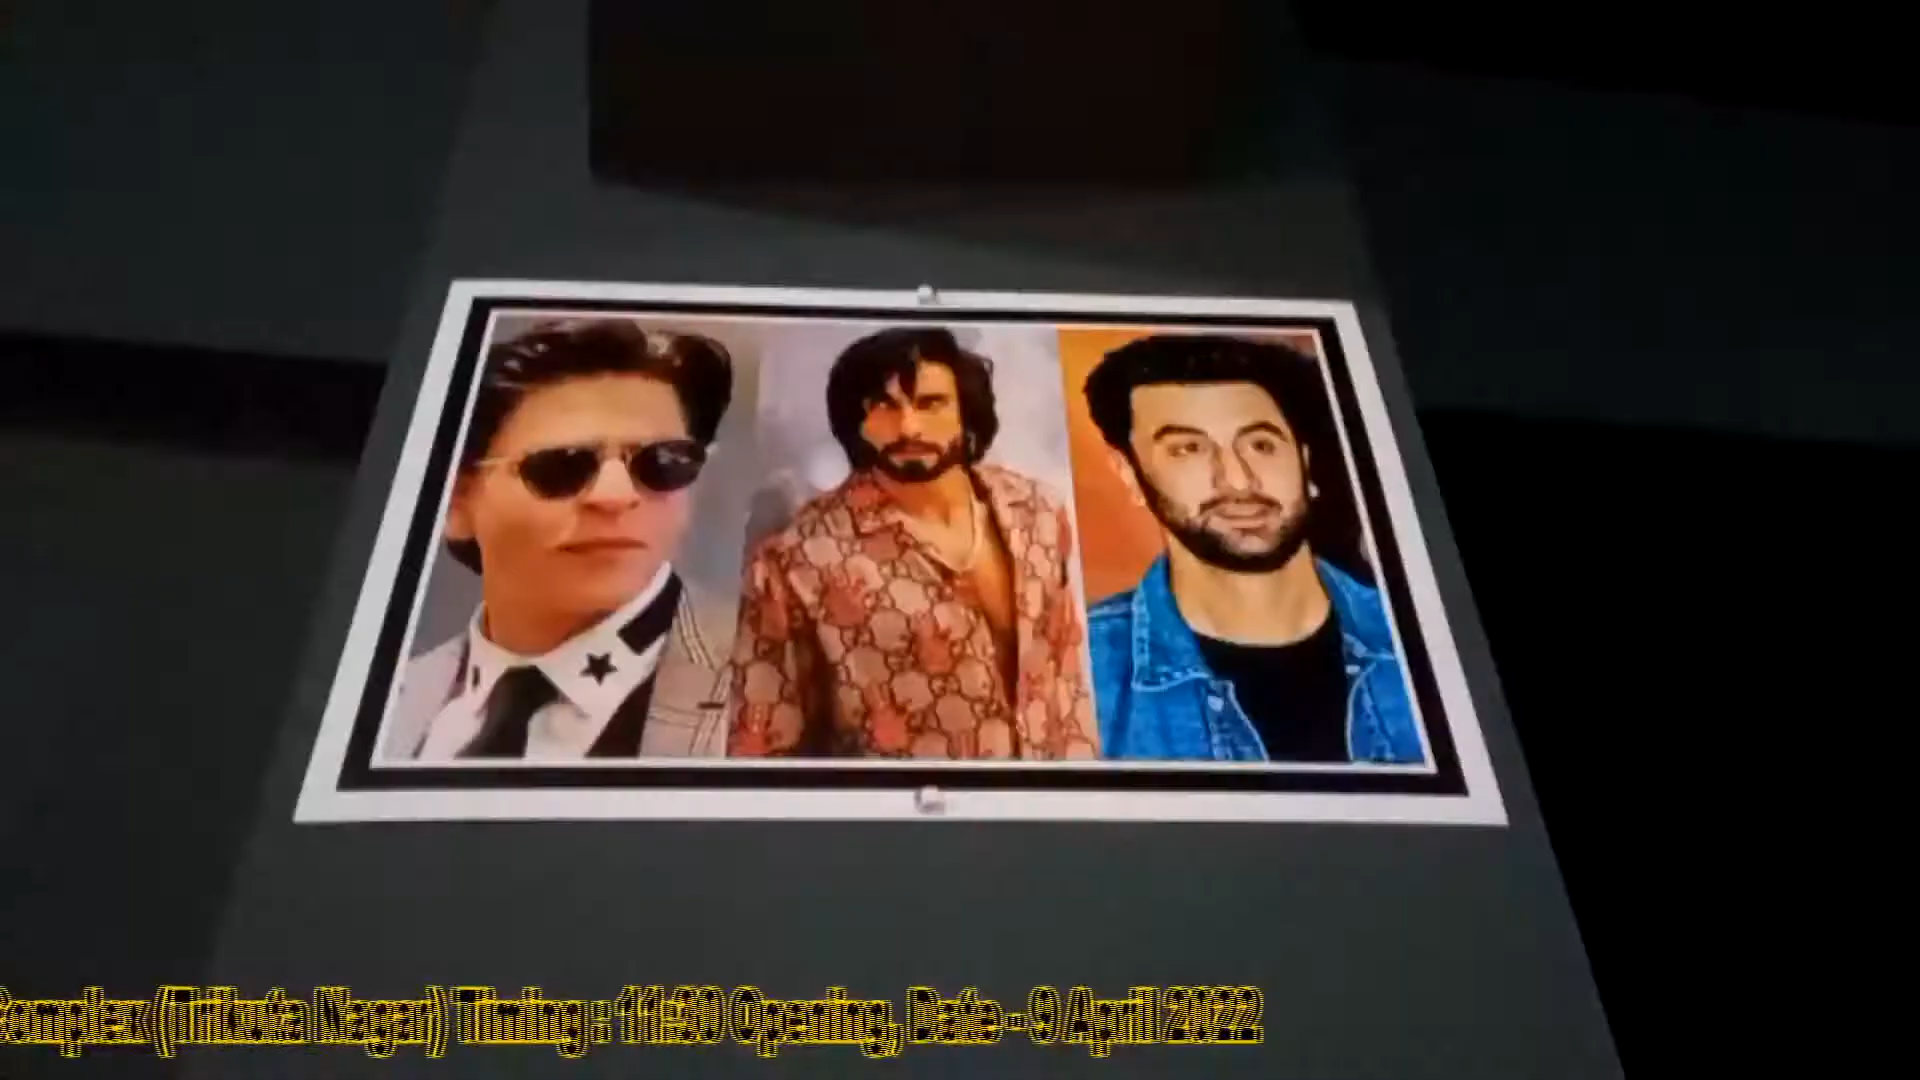 Complex (Trikuta Nagar) Timing : 11:30 Opening, Date - 9 April 2022